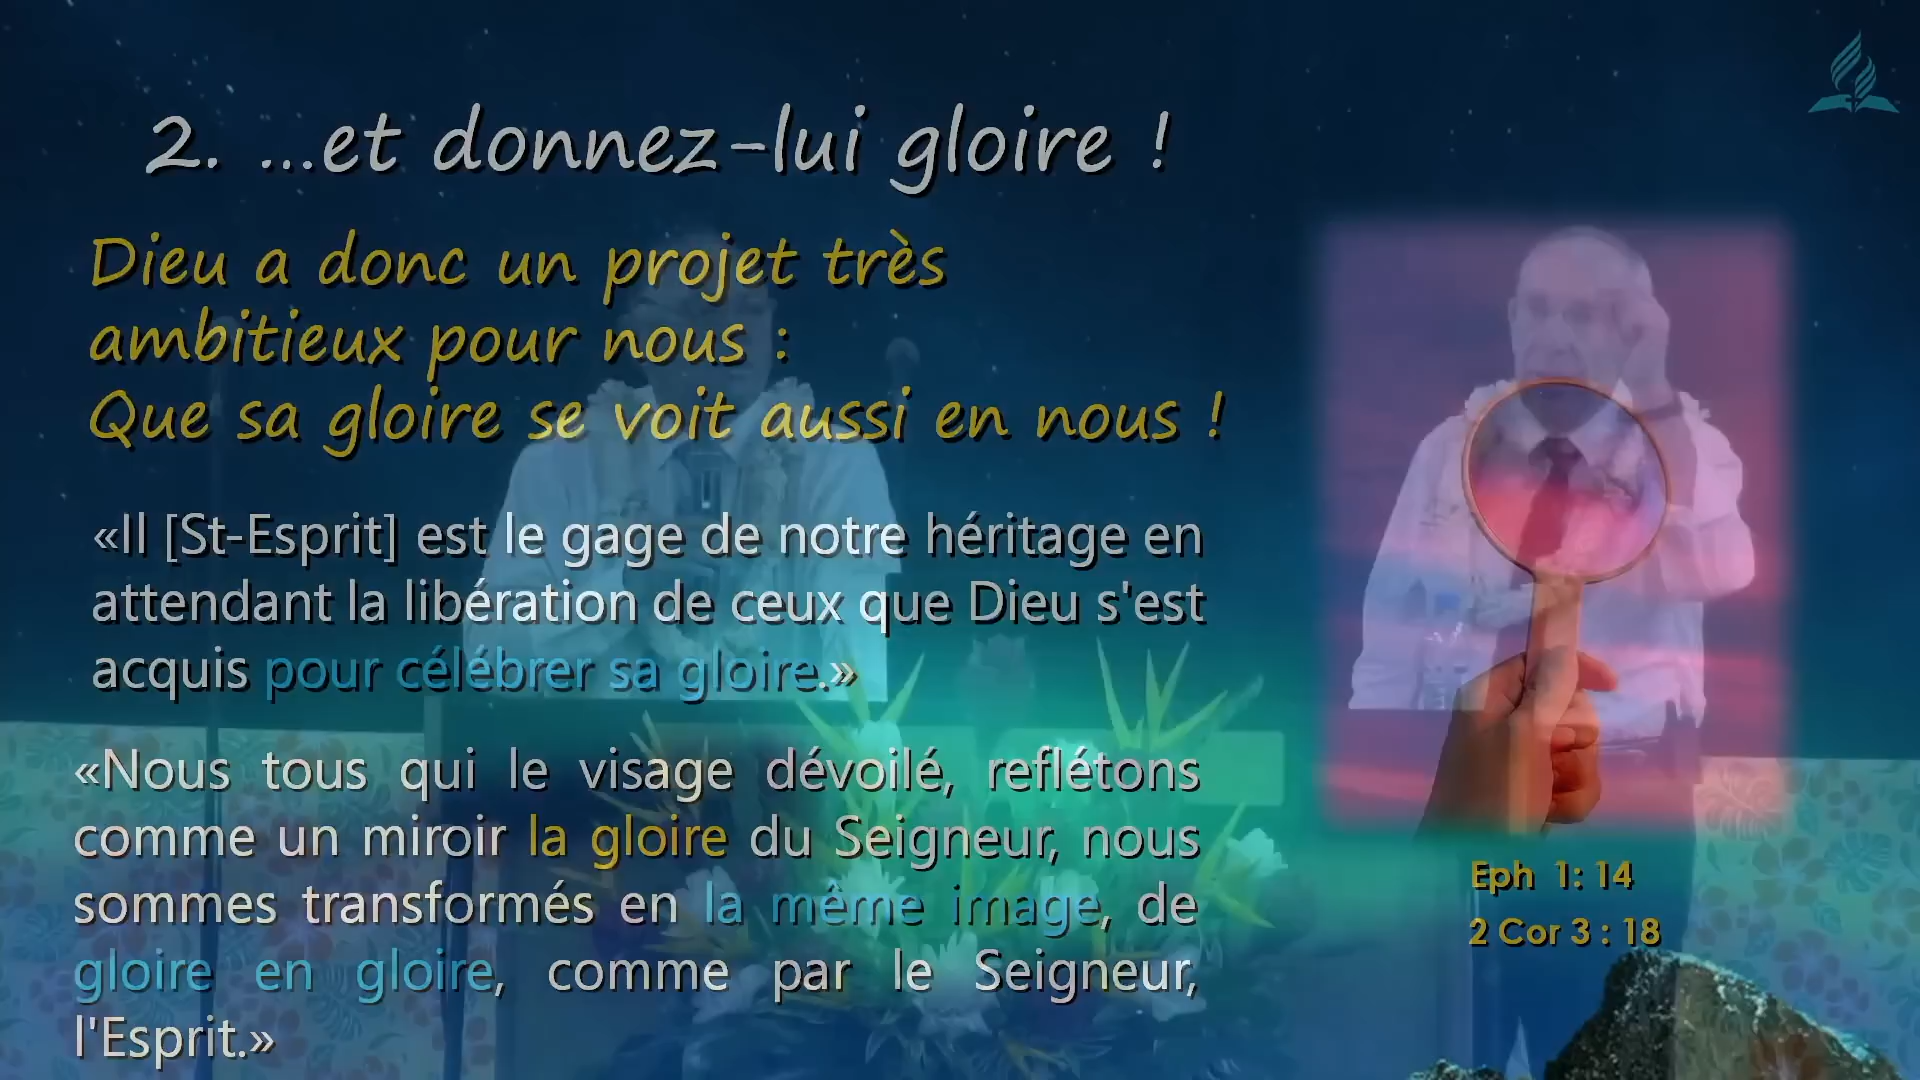 2. ...et donnez-lui gloire !
Dieu a donc un projet très
ambitieux pour nous :
Que sa gloire se voit aussi en nous !
«Il [St-Esprit] est le gage de notre héritage en
attendant la libération de ceux que Dieu s'est
acquis pour célébrer sa gloire.»
«Nous tous qui le visage dévoilé, reflétons
comme un miroir la gloire du Seigneur, nous
sommes transformés en la même image, de
gloire en gloire, comme par le Seigneur,
l'Esprit.»
Eph 1: 14
2 Cor 3 : 18